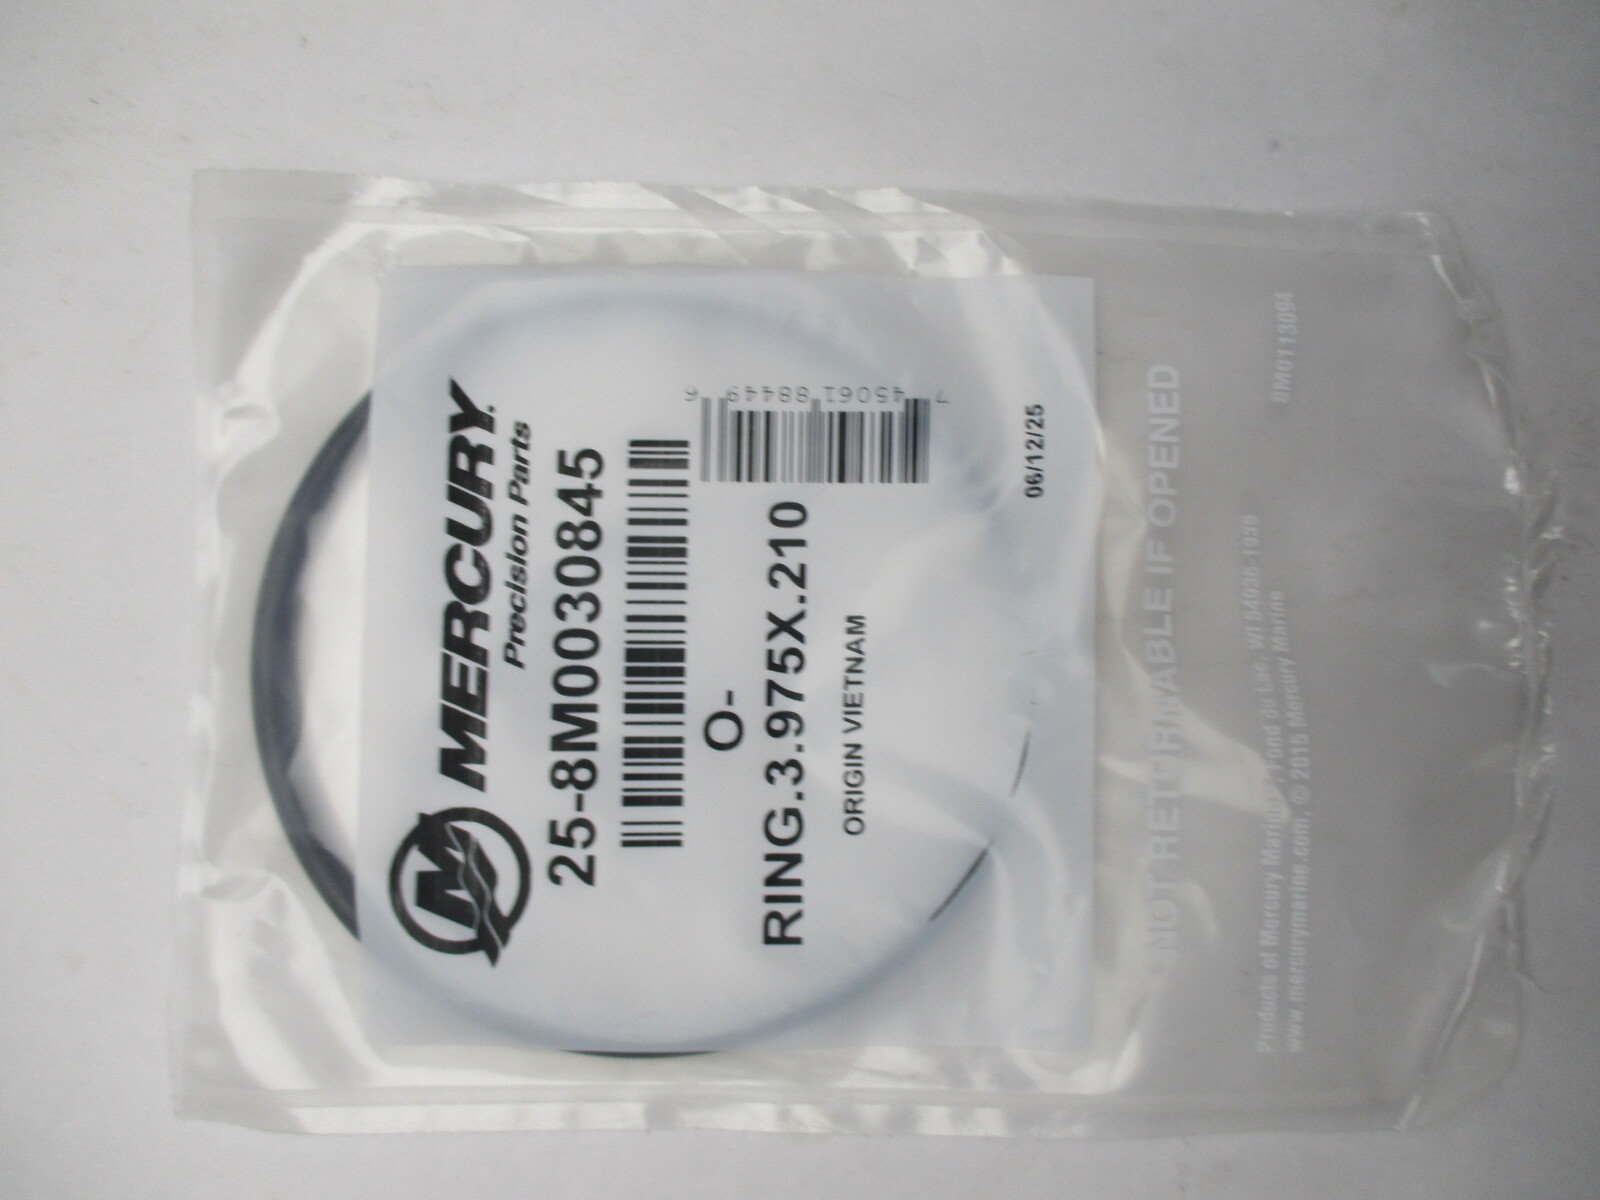 MERCURY
Precision Parts
25-8M0030845
7 45061 88449 6
O-
RING.3.975X.210
ORIGIN VIETNAM
06/12/25
NOT RETURNABLE IF OPENED
8M0113094
Products of Mercury Marine, Fond du Lac, WI 54936-1939
www.mercurymarine.com, © 2015 Mercury Marine